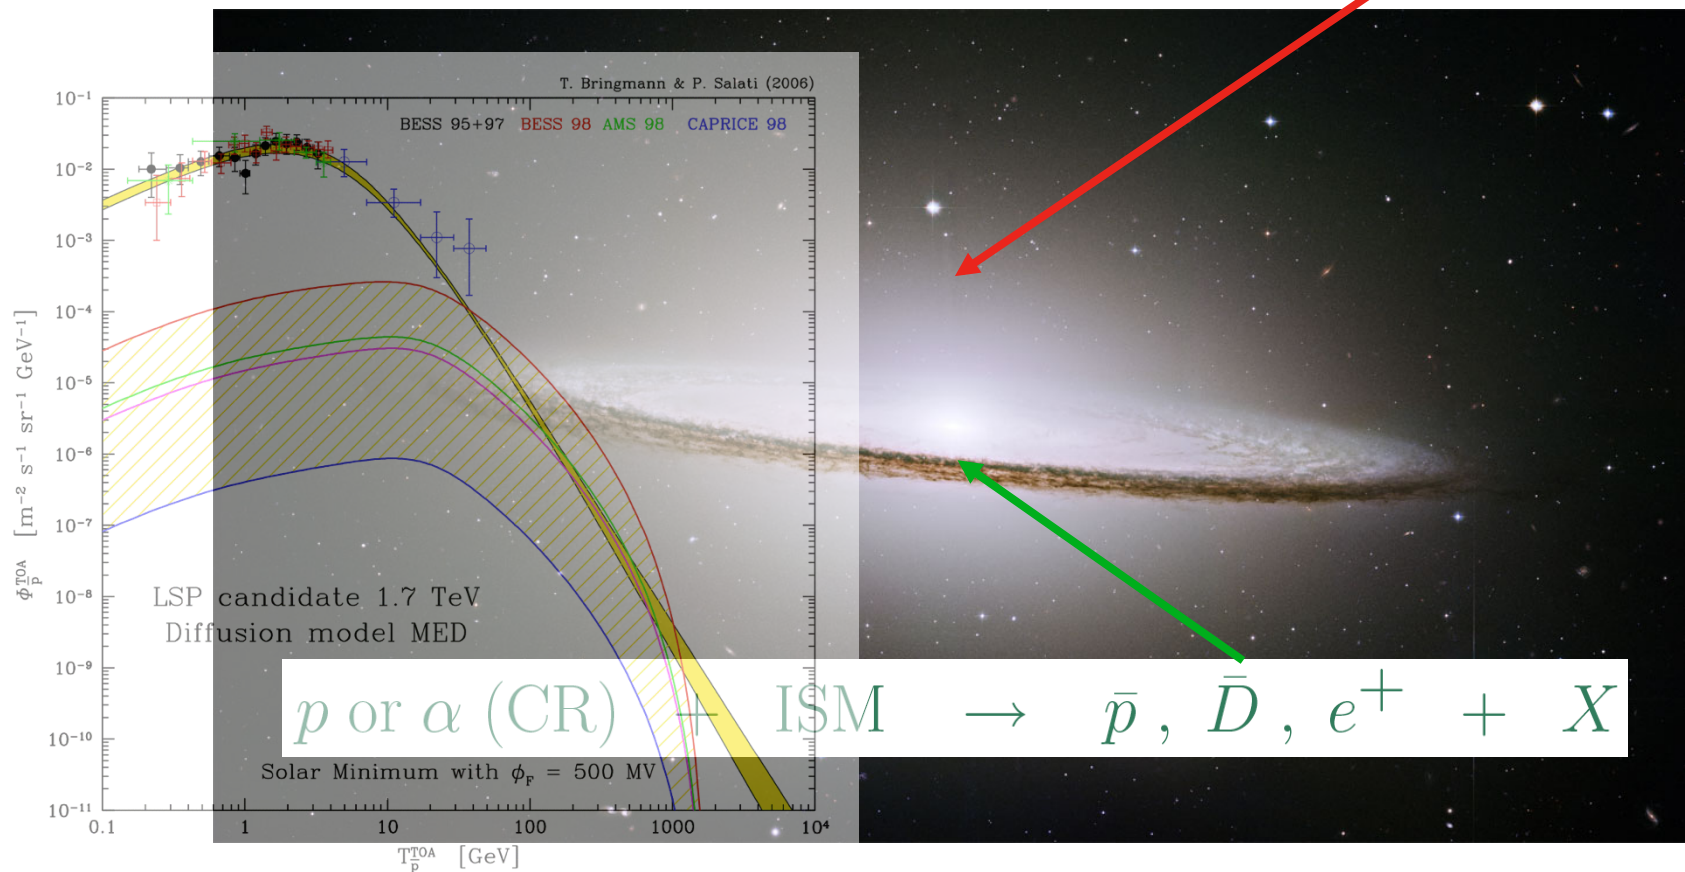 T. Bringmann & P. Salati (2006)
BESS 95+97 BESS 98 AMS 98 CAPRICE 98
10⁻¹
10⁻²
10⁻³
10⁻⁴
10⁻⁵
10⁻⁶
10⁻⁷
10⁻⁸
10⁻⁹
10⁻¹⁰
10⁻¹¹
Φ_p̄^TOA [m⁻² s⁻¹ sr⁻¹ GeV⁻¹]
LSP candidate 1.7 TeV
Diffusion model MED
p or α (CR) + ISM → p̄ , D̄ , e⁺ + X
Solar Minimum with ϕ_F = 500 MV
0.1 1 10 100 1000 10⁴
T_p̄^TOA [GeV]